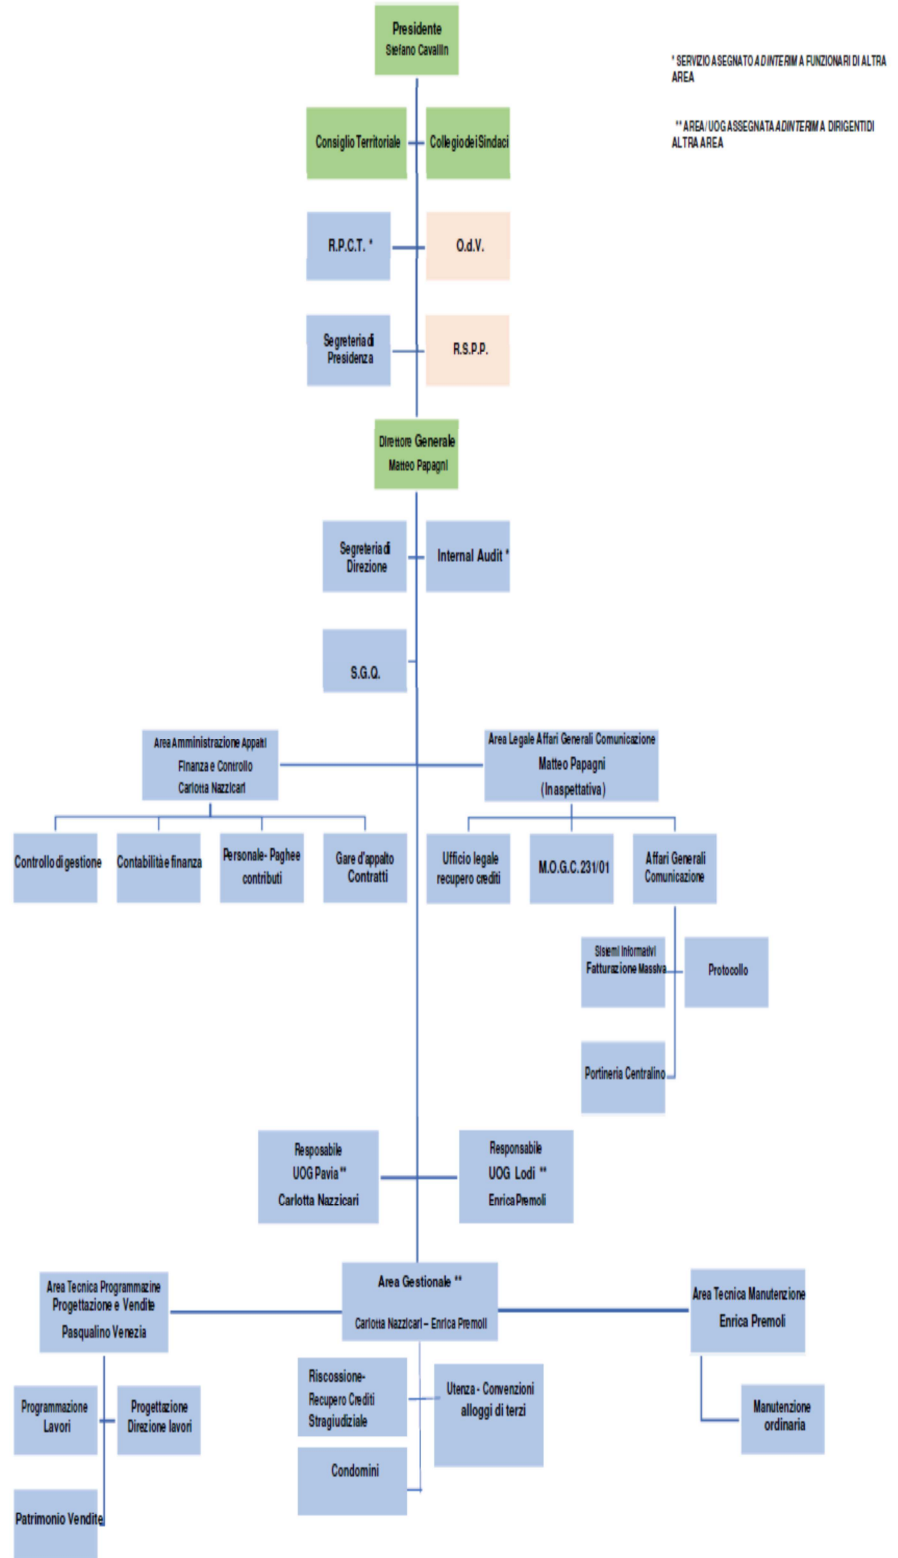 Presidente
Stefano Cavallin
* SERVIZIO ASEGNATO AD INTERIM A FUNZIONARI DI ALTRA
AREA
** AREA/UOG ASSEGNATA AD INTERIM A DIRIGENTI DI
ALTRA AREA
Consiglio Territoriale
Collegio dei Sindaci
R.P.C.T. *
O.d.V.
Segreteria di
Presidenza
R.S.P.P.
Direttore Generale
Matteo Papagni
Segreteria di
Direzione
Internal Audit *
S.G.Q.
Area Amministrazione Appalti
Finanza e Controllo
Carlotta Nazzicari
Area Legale Affari Generali Comunicazione
Matteo Papagni
(In aspettativa)
Controllo di gestione
Contabilità e finanza
Personale- Paghe e
contributi
Gare d'appalto
Contratti
Ufficio legale
recupero crediti
M.O.G.C. 231/01
Affari Generali
Comunicazione
Sistemi Informativi
Fatturazione Massiva
Protocollo
Portineria Centralino
Resposabile
UOG Pavia **
Carlotta Nazzicari
Responsabile
UOG Lodi **
Enrica Premoli
Area Tecnica Programmazine
Progettazione e Vendite
Pasqualino Venezia
Area Gestionale **
Carlotta Nazzicari – Enrica Premoli
Area Tecnica Manutenzione
Enrica Premoli
Programmazione
Lavori
Progettazione
Direzione lavori
Patrimonio Vendite
Riscossione-
Recupero Crediti
Stragiudiziale
Utenza - Convenzioni
alloggi di terzi
Condomini
Manutenzione
ordinaria